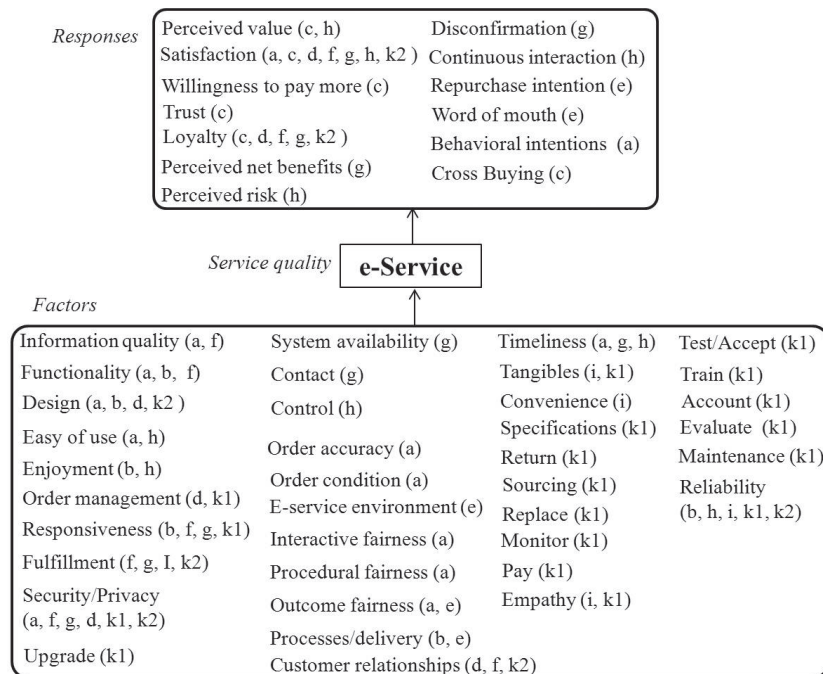 Responses
Perceived value (c, h)
Satisfaction (a, c, d, f, g, h, k2 )
Willingness to pay more (c)
Trust (c)
Loyalty (c, d, f, g, k2 )
Perceived net benefits (g)
Perceived risk (h)
Disconfirmation (g)
Continuous interaction (h)
Repurchase intention (e)
Word of mouth (e)
Behavioral intentions (a)
Cross Buying (c)
Service quality
e-Service
Factors
Information quality (a, f)
Functionality (a, b, f)
Design (a, b, d, k2 )
Easy of use (a, h)
Enjoyment (b, h)
Order management (d, k1)
Responsiveness (b, f, g, k1)
Fulfillment (f, g, I, k2)
Security/Privacy
(a, f, g, d, k1, k2)
Upgrade (k1)
System availability (g)
Contact (g)
Control (h)
Order accuracy (a)
Order condition (a)
E-service environment (e)
Interactive fairness (a)
Procedural fairness (a)
Outcome fairness (a, e)
Processes/delivery (b, e)
Customer relationships (d, f, k2)
Timeliness (a, g, h)
Tangibles (i, k1)
Convenience (i)
Specifications (k1)
Return (k1)
Sourcing (k1)
Replace (k1)
Monitor (k1)
Pay (k1)
Empathy (i, k1)
Test/Accept (k1)
Train (k1)
Account (k1)
Evaluate (k1)
Maintenance (k1)
Reliability
(b, h, i, k1, k2)